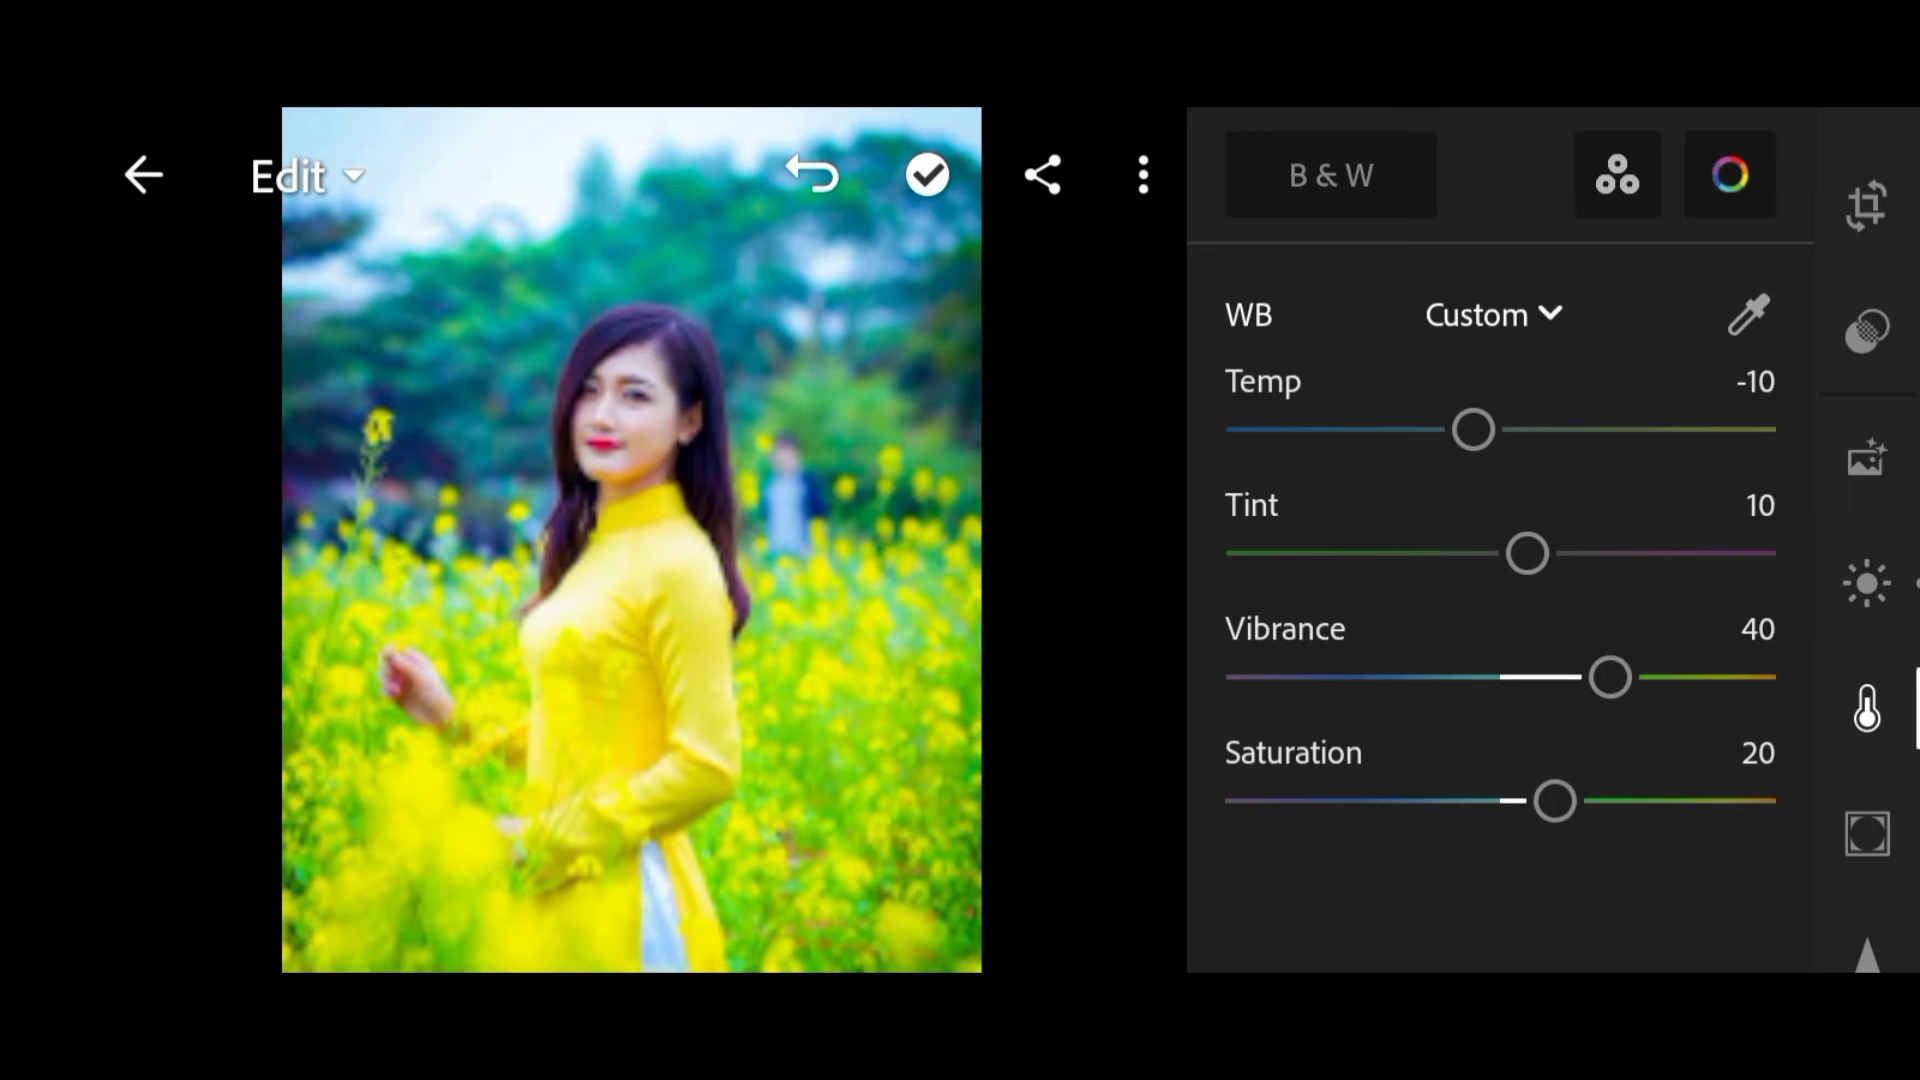 Edit
B & W
WB Custom
Temp -10
Tint 10
Vibrance 40
Saturation 20